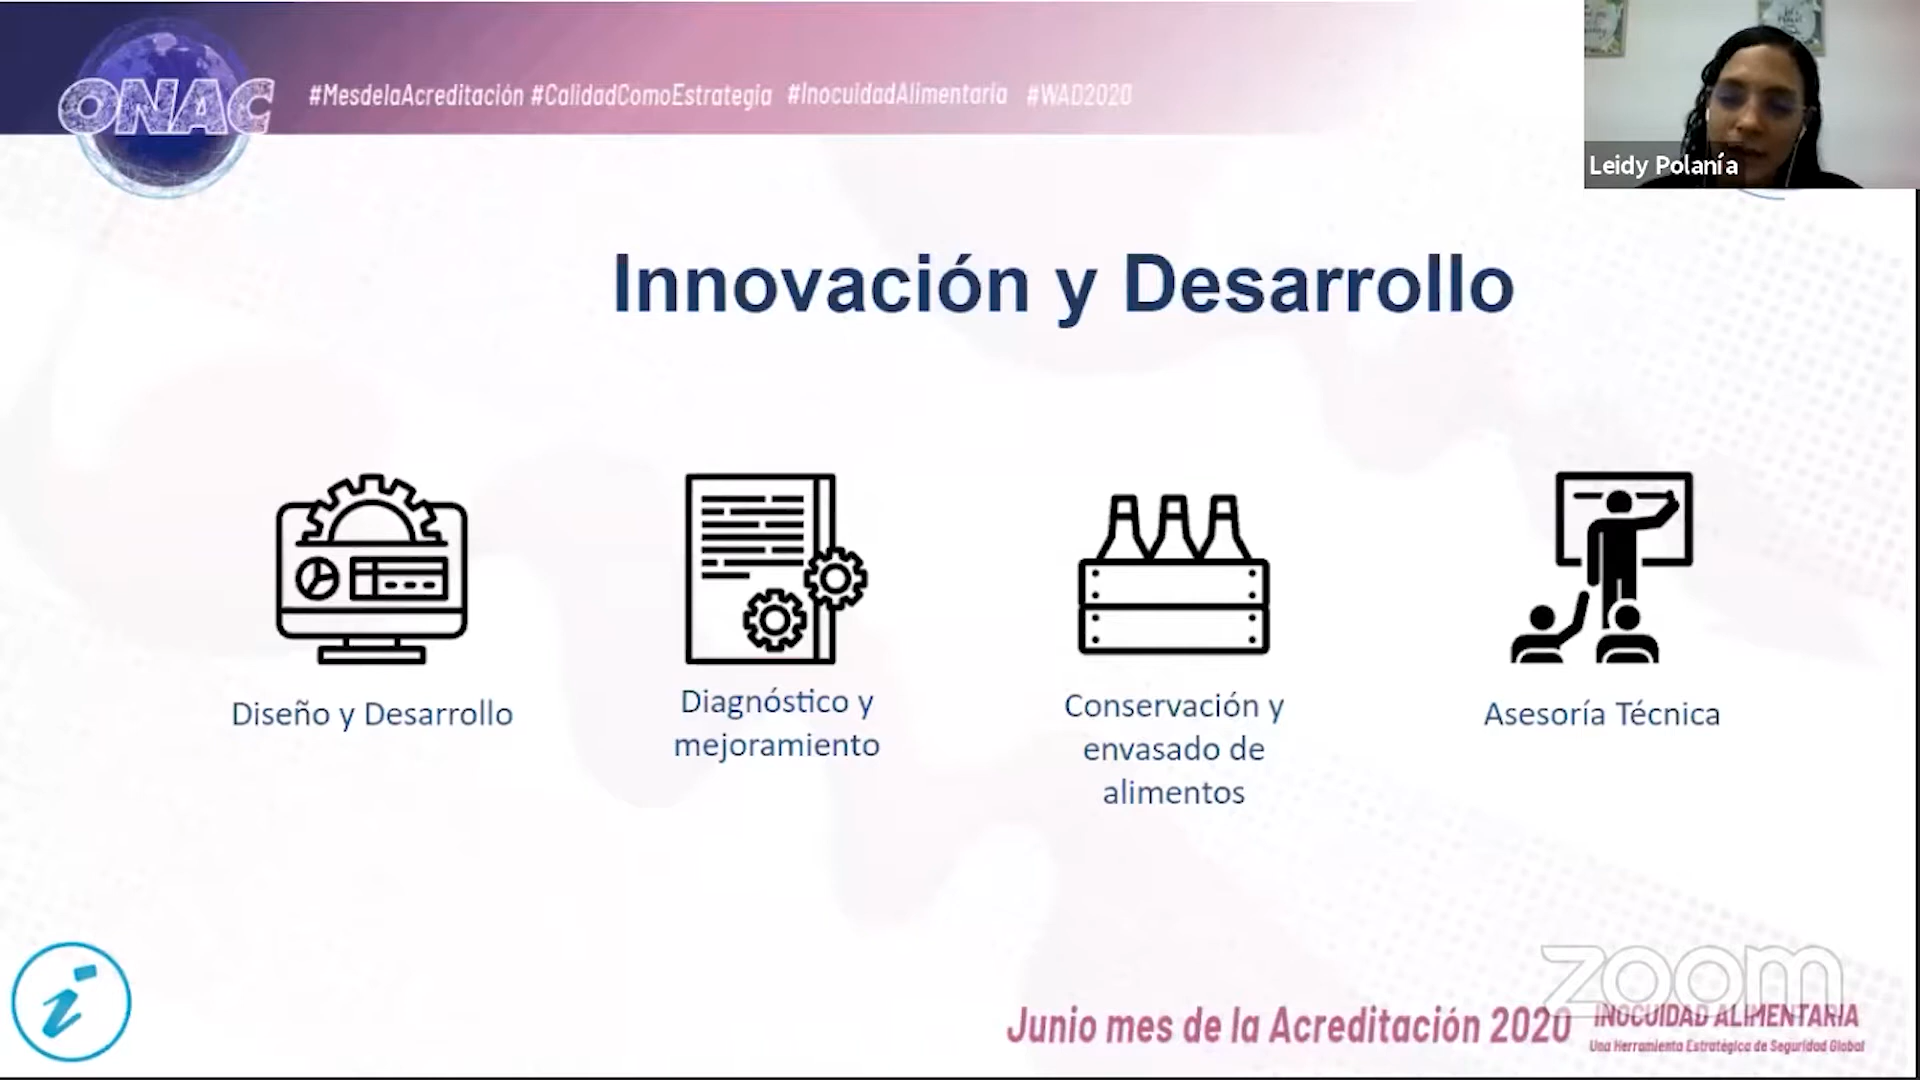 ONAC
#MesdelaAcreditación #CalidadComoEstrategia #InocuidadAlimentaria #WAD2020
Leidy Polanía
Innovación y Desarrollo
Diseño y Desarrollo
Diagnóstico y
mejoramiento
Conservación y
envasado de
alimentos
Asesoría Técnica
zoom
Junio mes de la Acreditación 2020
INOCUIDAD ALIMENTARIA
Una Herramienta Estratégica de Seguridad Global